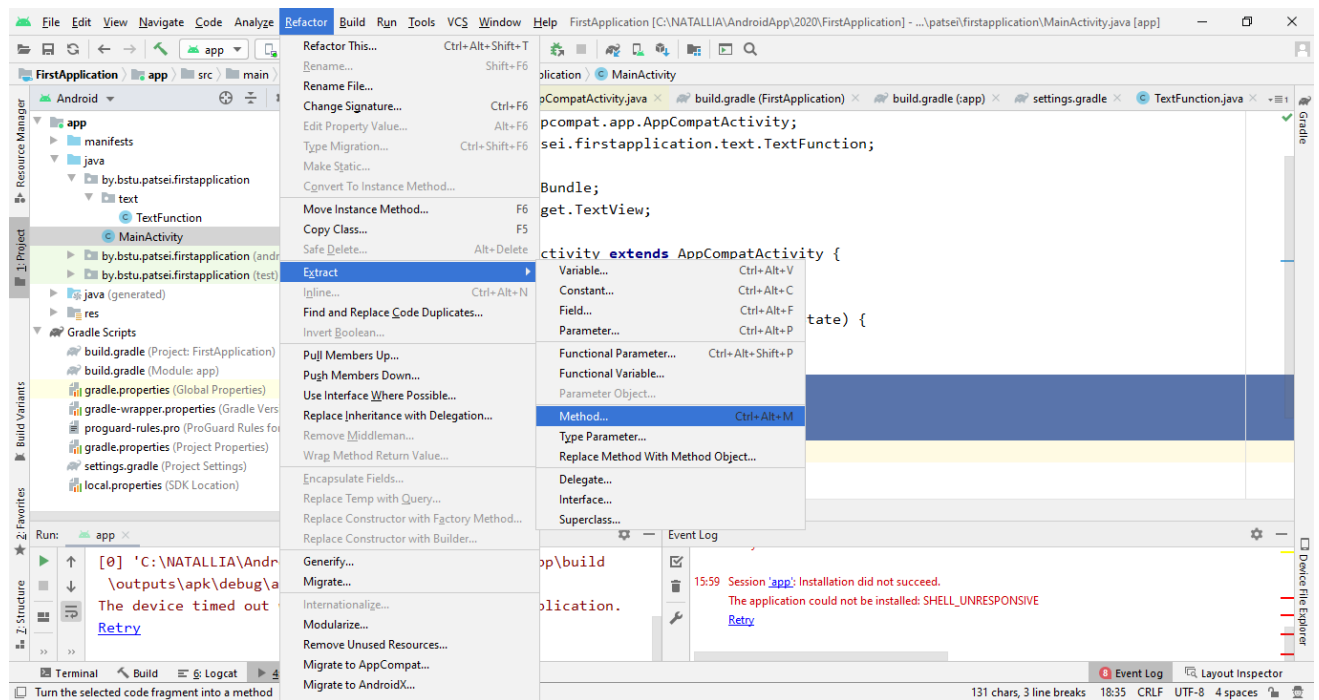 File Edit View Navigate Code Analyze Refactor Build Run Tools VCS Window Help FirstApplication [C:\NATALLIA\AndroidApp\2020\FirstApplication] - ...\patsei\firstapplication\MainActivity.java [app]
app
FirstApplication app src main
plication MainActivity
Android
pCompatActivity.java build.gradle (FirstApplication) build.gradle (:app) settings.gradle TextFunction.java
Resource Manager
1: Project
Build Variants
2: Favorites
7: Structure
app
manifests
java
by.bstu.patsei.firstapplication
text
TextFunction
MainActivity
by.bstu.patsei.firstapplication (andr
by.bstu.patsei.firstapplication (test)
java (generated)
res
Gradle Scripts
build.gradle (Project: FirstApplication)
build.gradle (Module: app)
gradle.properties (Global Properties)
gradle-wrapper.properties (Gradle Vers
proguard-rules.pro (ProGuard Rules fo
gradle.properties (Project Properties)
settings.gradle (Project Settings)
local.properties (SDK Location)
Refactor This... Ctrl+Alt+Shift+T
Rename... Shift+F6
Rename File...
Change Signature... Ctrl+F6
Edit Property Value... Alt+F6
Type Migration... Ctrl+Shift+F6
Make Static...
Convert To Instance Method...
Move Instance Method... F6
Copy Class... F5
Safe Delete... Alt+Delete
Extract
Inline... Ctrl+Alt+N
Find and Replace Code Duplicates...
Invert Boolean...
Pull Members Up...
Push Members Down...
Use Interface Where Possible...
Replace Inheritance with Delegation...
Remove Middleman...
Wrap Method Return Value...
Encapsulate Fields...
Replace Temp with Query...
Replace Constructor with Factory Method...
Replace Constructor with Builder...
Generify...
Migrate...
Internationalize...
Modularize...
Remove Unused Resources...
Migrate to AppCompat...
Migrate to AndroidX...
Variable... Ctrl+Alt+V
Constant... Ctrl+Alt+C
Field... Ctrl+Alt+F
Parameter... Ctrl+Alt+P
Functional Parameter... Ctrl+Alt+Shift+P
Functional Variable...
Parameter Object...
Method... Ctrl+Alt+M
Type Parameter...
Replace Method With Method Object...
Delegate...
Interface...
Superclass...
pcompat.app.AppCompatActivity;
sei.firstapplication.text.TextFunction;
Bundle;
get.TextView;
ctivity extends AppCompatActivity {
tate) {
Gradle
Device File Explorer
Run: app
[0] 'C:\NATALLIA\Andr
pp\build
\outputs\apk\debug\a
The device timed out
plication.
Retry
Event Log
15:59 Session 'app': Installation did not succeed.
The application could not be installed: SHELL_UNRESPONSIVE
Retry
Terminal Build 6: Logcat 4
Event Log Layout Inspector
Turn the selected code fragment into a method
131 chars, 3 line breaks 18:35 CRLF UTF-8 4 spaces